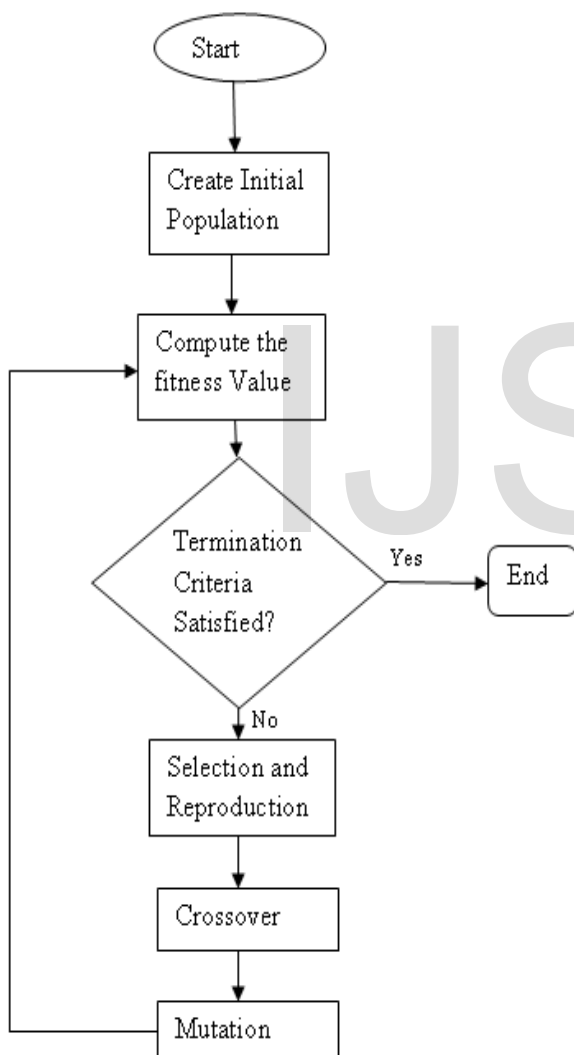 Start
Create Initial
Population
Compute the
fitness Value
IJS
Termination
Criteria
Satisfied?
Yes
End
No
Selection and
Reproduction
Crossover
Mutation